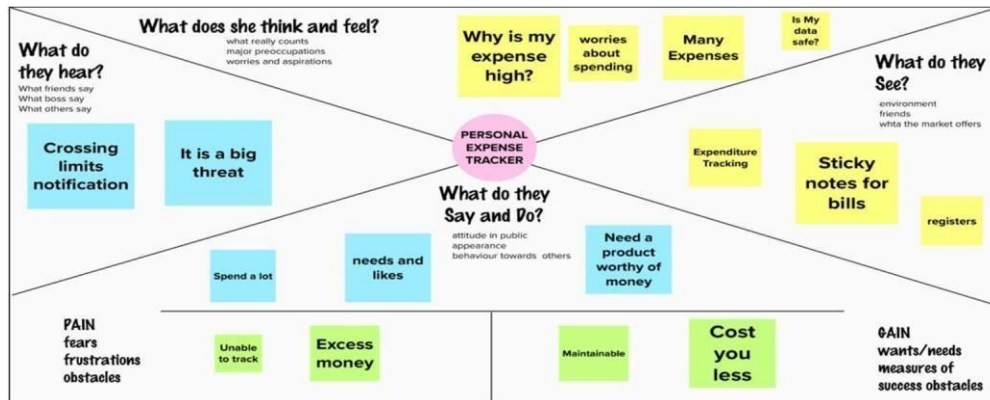 What does she think and feel?
what really counts
major preoccupations
worries and aspirations
Why is my
expense
high?
worries
about
spending
Many
Expenses
Is My
data
safe?
What do
they hear?
What friends say
What boss say
What others say
Crossing
limits
notification
It is a big
threat
PERSONAL
EXPENSE
TRACKER
What do they
See?
environment
friends
whta the market offers
Expenditure
Tracking
Sticky
notes for
bills
registers
What do they
Say and Do?
attitude in public
appearance
behaviour towards others
Spend a lot
needs and
likes
Need a
product
worthy of
money
PAIN
fears
frustrations
obstacles
Unable
to track
Excess
money
Maintainable
Cost
you
less
GAIN
wants/needs
measures of
success obstacles